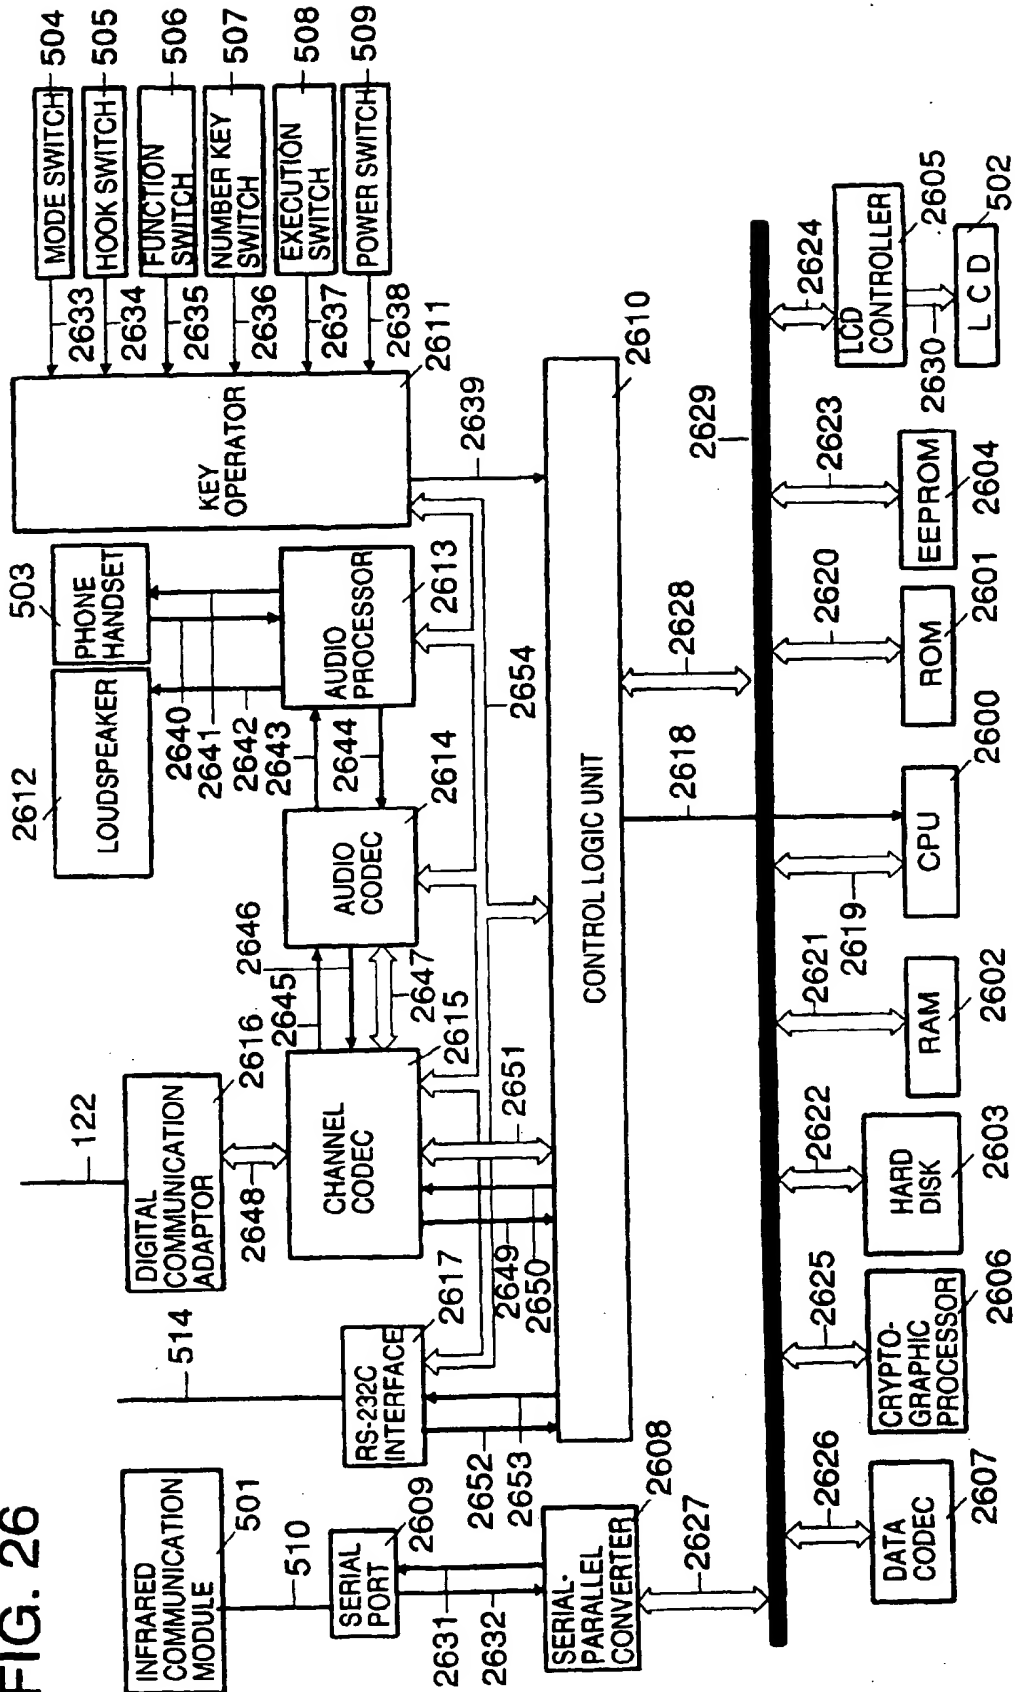 FIG. 26
INFRARED
COMMUNICATION
MODULE
501
510
SERIAL
PORT
2609
2631
2632
SERIAL-
PARALLEL
CONVERTER
2608
2627
514
RS-232C
INTERFACE
2617
2652
2653
122
DIGITAL
COMMUNICATION
ADAPTOR
2616
2648
CHANNEL
CODEC
2615
2649
2650
2651
2645
2646
2647
AUDIO
CODEC
2614
2612
LOUDSPEAKER
503
PHONE
HANDSET
2640
2641
2642
2643
2644
AUDIO
PROCESSOR
2613
2654
KEY
OPERATOR
2611
2639
MODE SWITCH
504
HOOK SWITCH
505
FUNCTION
SWITCH
506
NUMBER KEY
SWITCH
507
EXECUTION
SWITCH
508
POWER SWITCH
509
2633
2634
2635
2636
2637
2638
CONTROL LOGIC UNIT
2610
2618
2628
2629
2626
DATA
CODEC
2607
2625
CRYPTO-
GRAPHIC
PROCESSOR
2606
2622
HARD
DISK
2603
2621
RAM
2602
2619
CPU
2600
2620
ROM
2601
2623
EEPROM
2604
2624
LCD
CONTROLLER
2605
2630
LCD
502